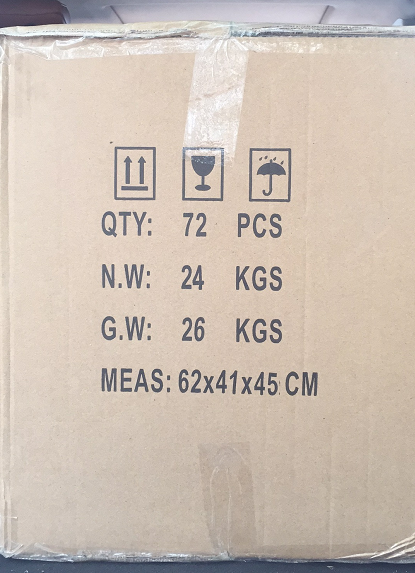 QTY: 72 PCS
N.W: 24 KGS
G.W: 26 KGS
MEAS: 62x41x45 CM